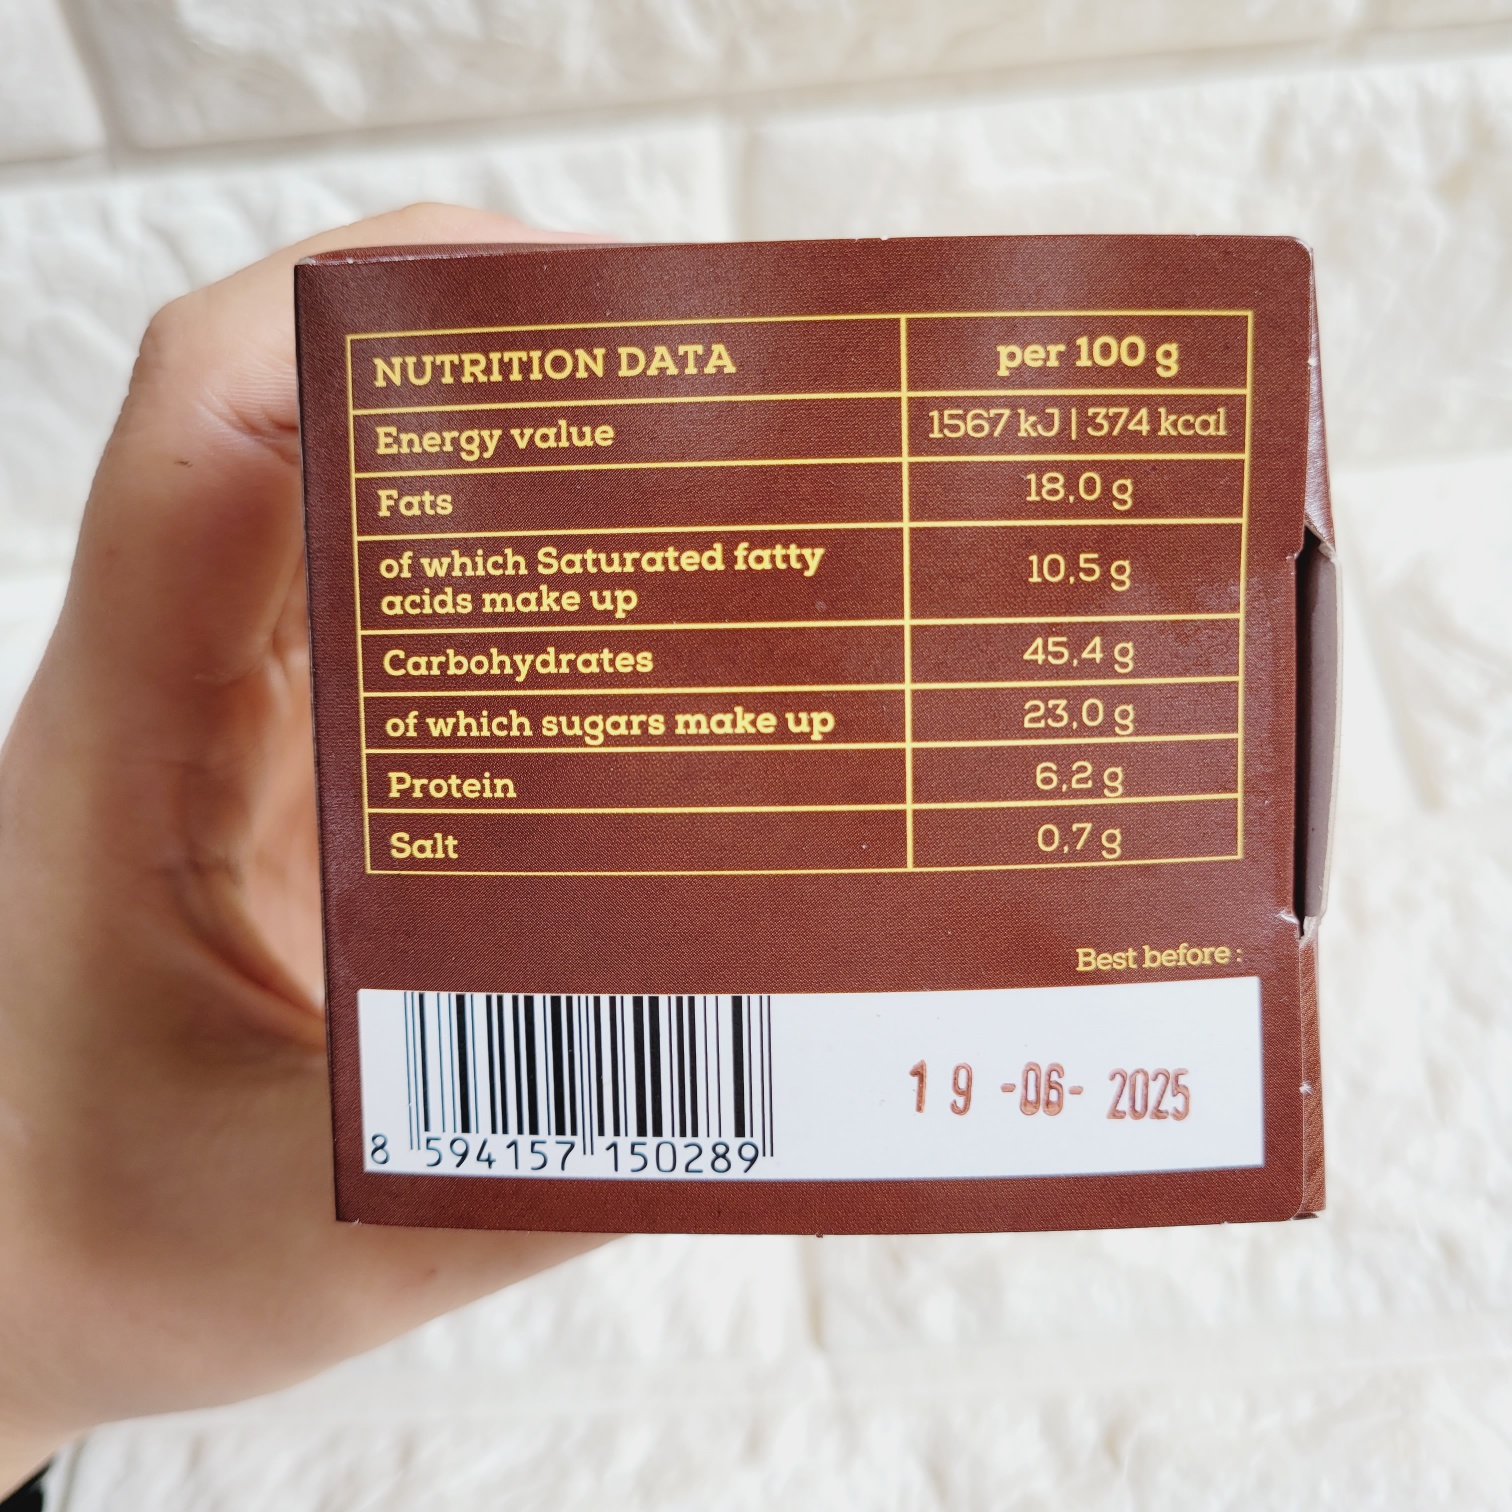 NUTRITION DATA per 100 g
Energy value 1567 kJ | 374 kcal
Fats 18,0 g
of which Saturated fatty
acids make up 10,5 g
Carbohydrates 45,4 g
of which sugars make up 23,0 g
Protein 6,2 g
Salt 0,7 g
Best before :
19 -06- 2025
8 594157 150289